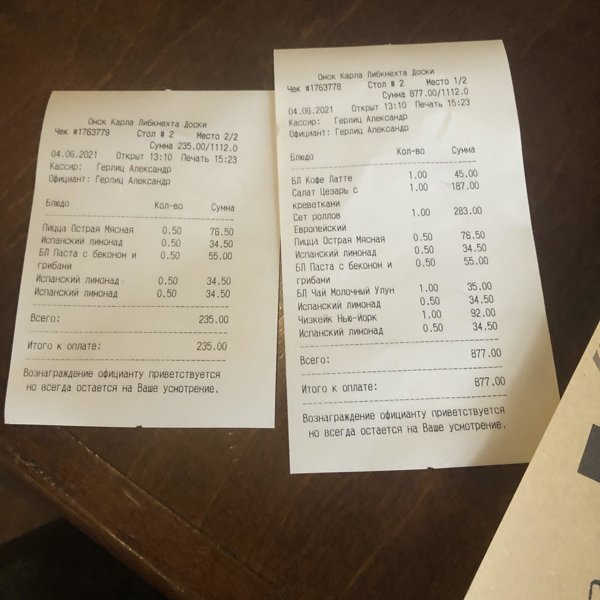 Омск Карла Либкнехта Доски
Чек #1763779 Стол # 2 Место 2/2
Сумма 235.00/1112.0
04.06.2021 Открыт 13:10 Печать 15:23
Кассир: Герлиц Александр
Официант: Герлиц Александр
Блюдо Кол-во Сумма
Пицца Острая Мясная 0.50 76.50
Испанский лимонад 0.50 34.50
БЛ Паста с беконом и 0.50 55.00
грибами
Испанский лимонад 0.50 34.50
Испанский лимонад 0.50 34.50
Всего: 235.00
Итого к оплате: 235.00
Вознаграждение официанту приветствуется
но всегда остается на Ваше усмотрение.
Омск Карла Либкнехта Доски
Чек #1763778 Стол # 2 Место 1/2
Сумма 877.00/1112.0
04.06.2021 Открыт 13:10 Печать 15:23
Кассир: Герлиц Александр
Официант: Герлиц Александр
Блюдо Кол-во Сумма
БЛ Кофе Латте 1.00 45.00
Салат Цезарь с 1.00 187.00
креветками
Сет роллов 1.00 283.00
Европейский
Пицца Острая Мясная 0.50 76.50
Испанский лимонад 0.50 34.50
БЛ Паста с беконом и 0.50 55.00
грибами
БЛ Чай Молочный Улун 1.00 35.00
Испанский лимонад 0.50 34.50
Чизкейк Нью-Йорк 1.00 92.00
Испанский лимонад 0.50 34.50
Всего: 877.00
Итого к оплате: 877.00
Вознаграждение официанту приветствуется
но всегда остается на Ваше усмотрение.